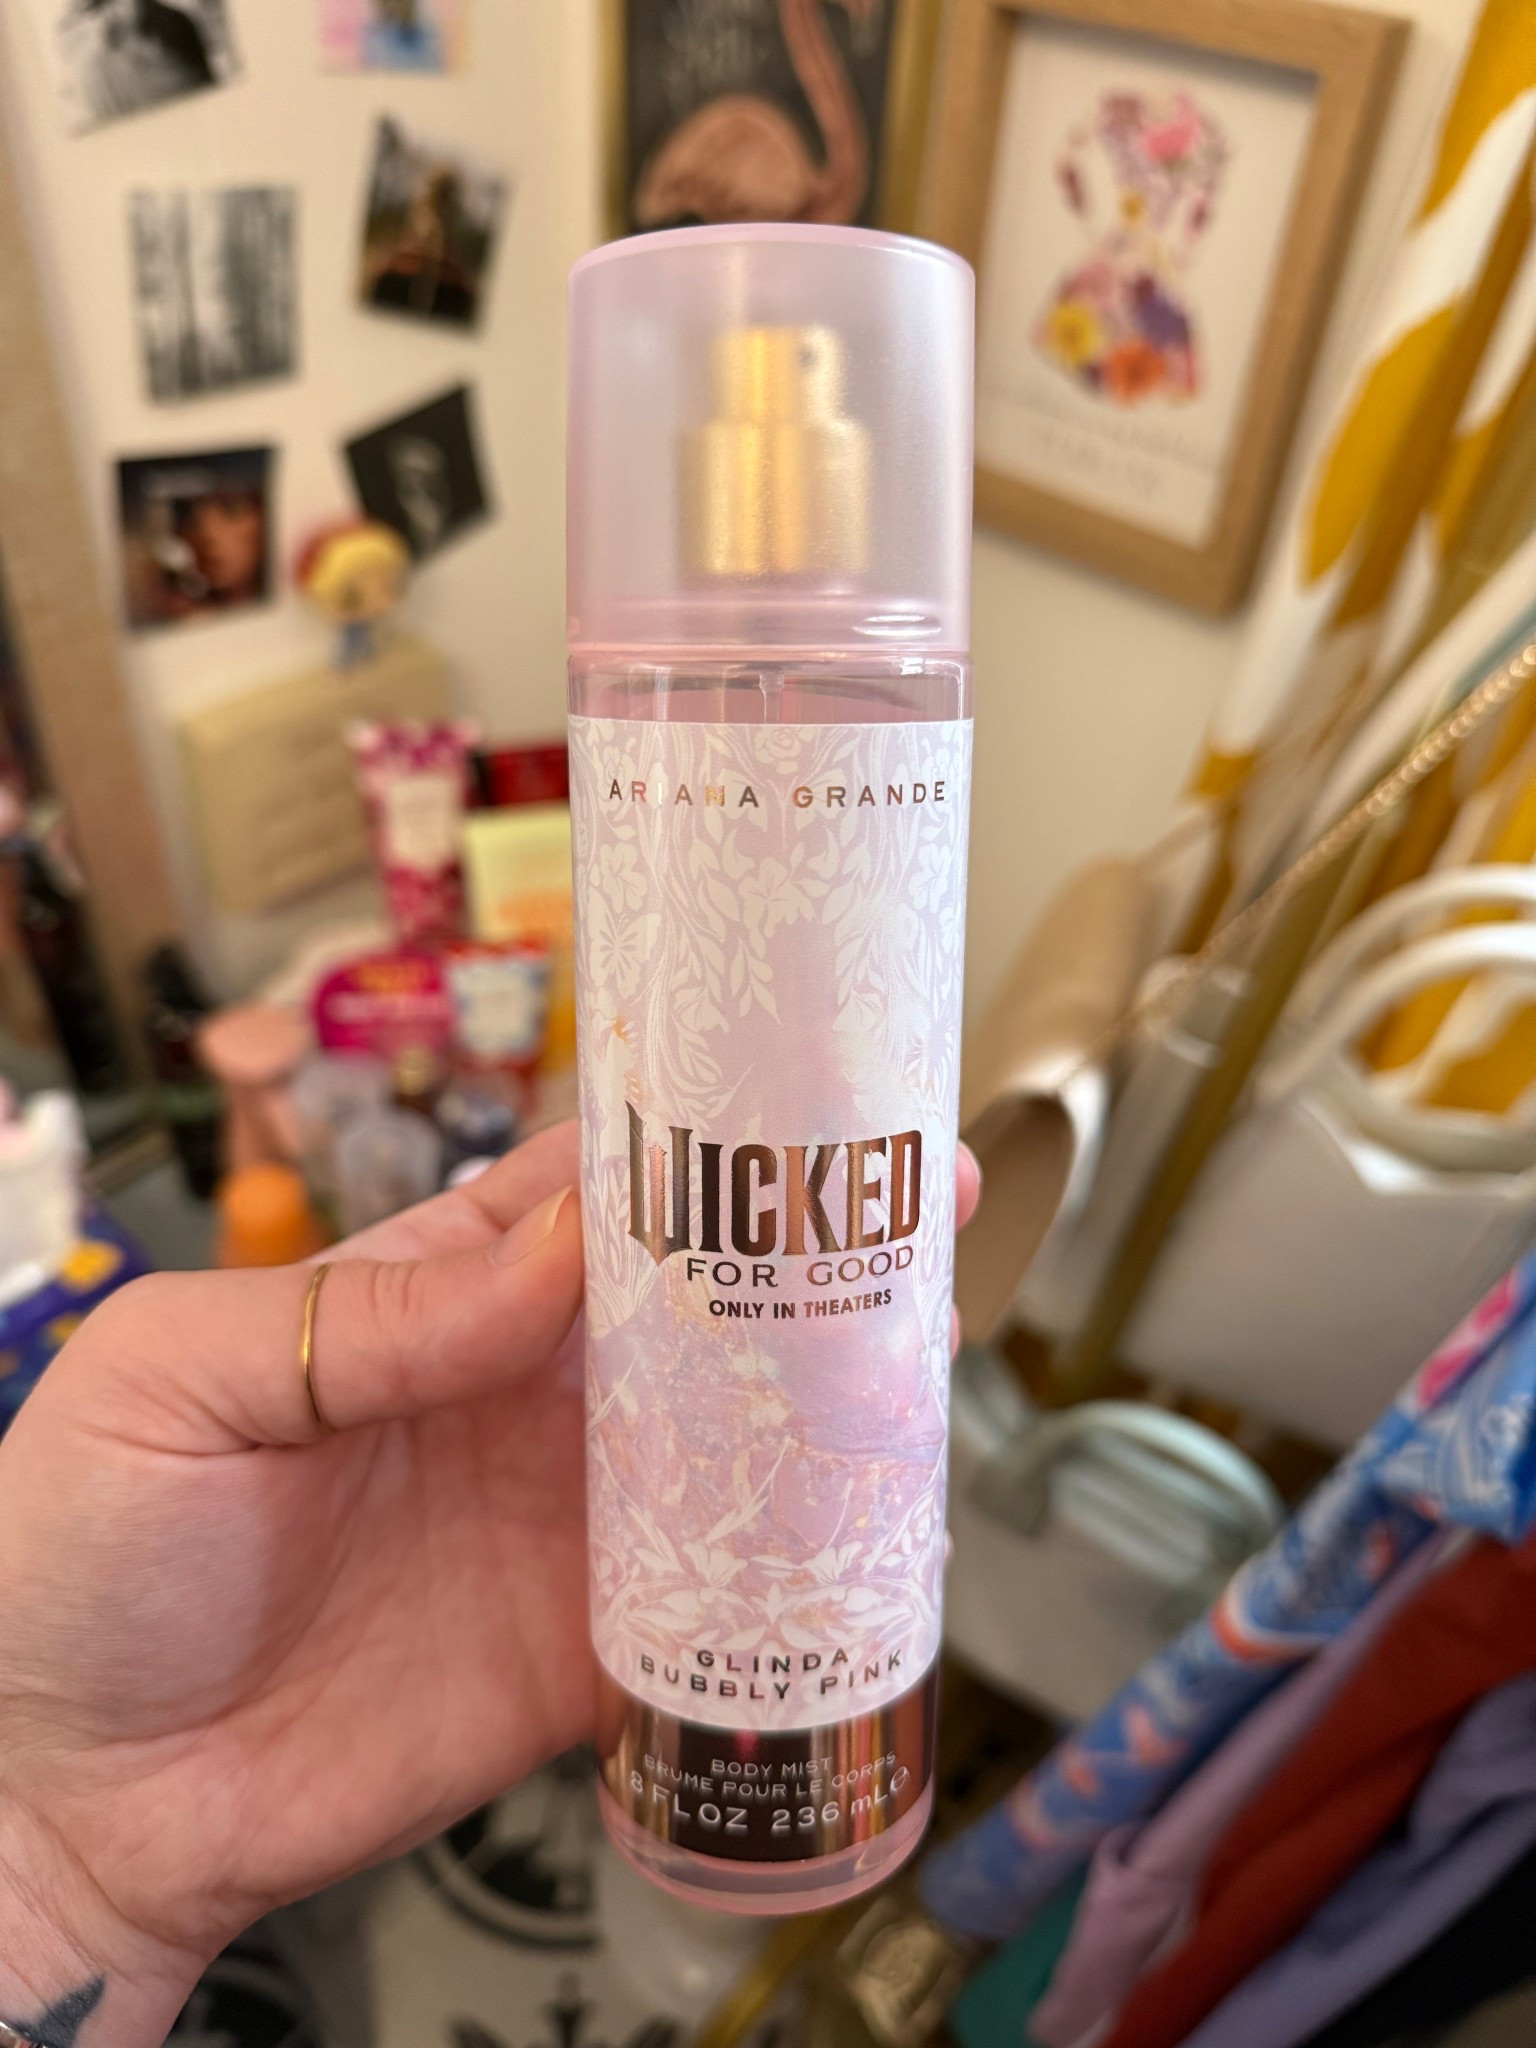 ARIANA GRANDE
WICKED
FOR GOOD
ONLY IN THEATERS
GLINDA
BUBBLY PINK
BODY MIST
BRUME POUR LE CORPS
8 FL OZ 236 mL ℮